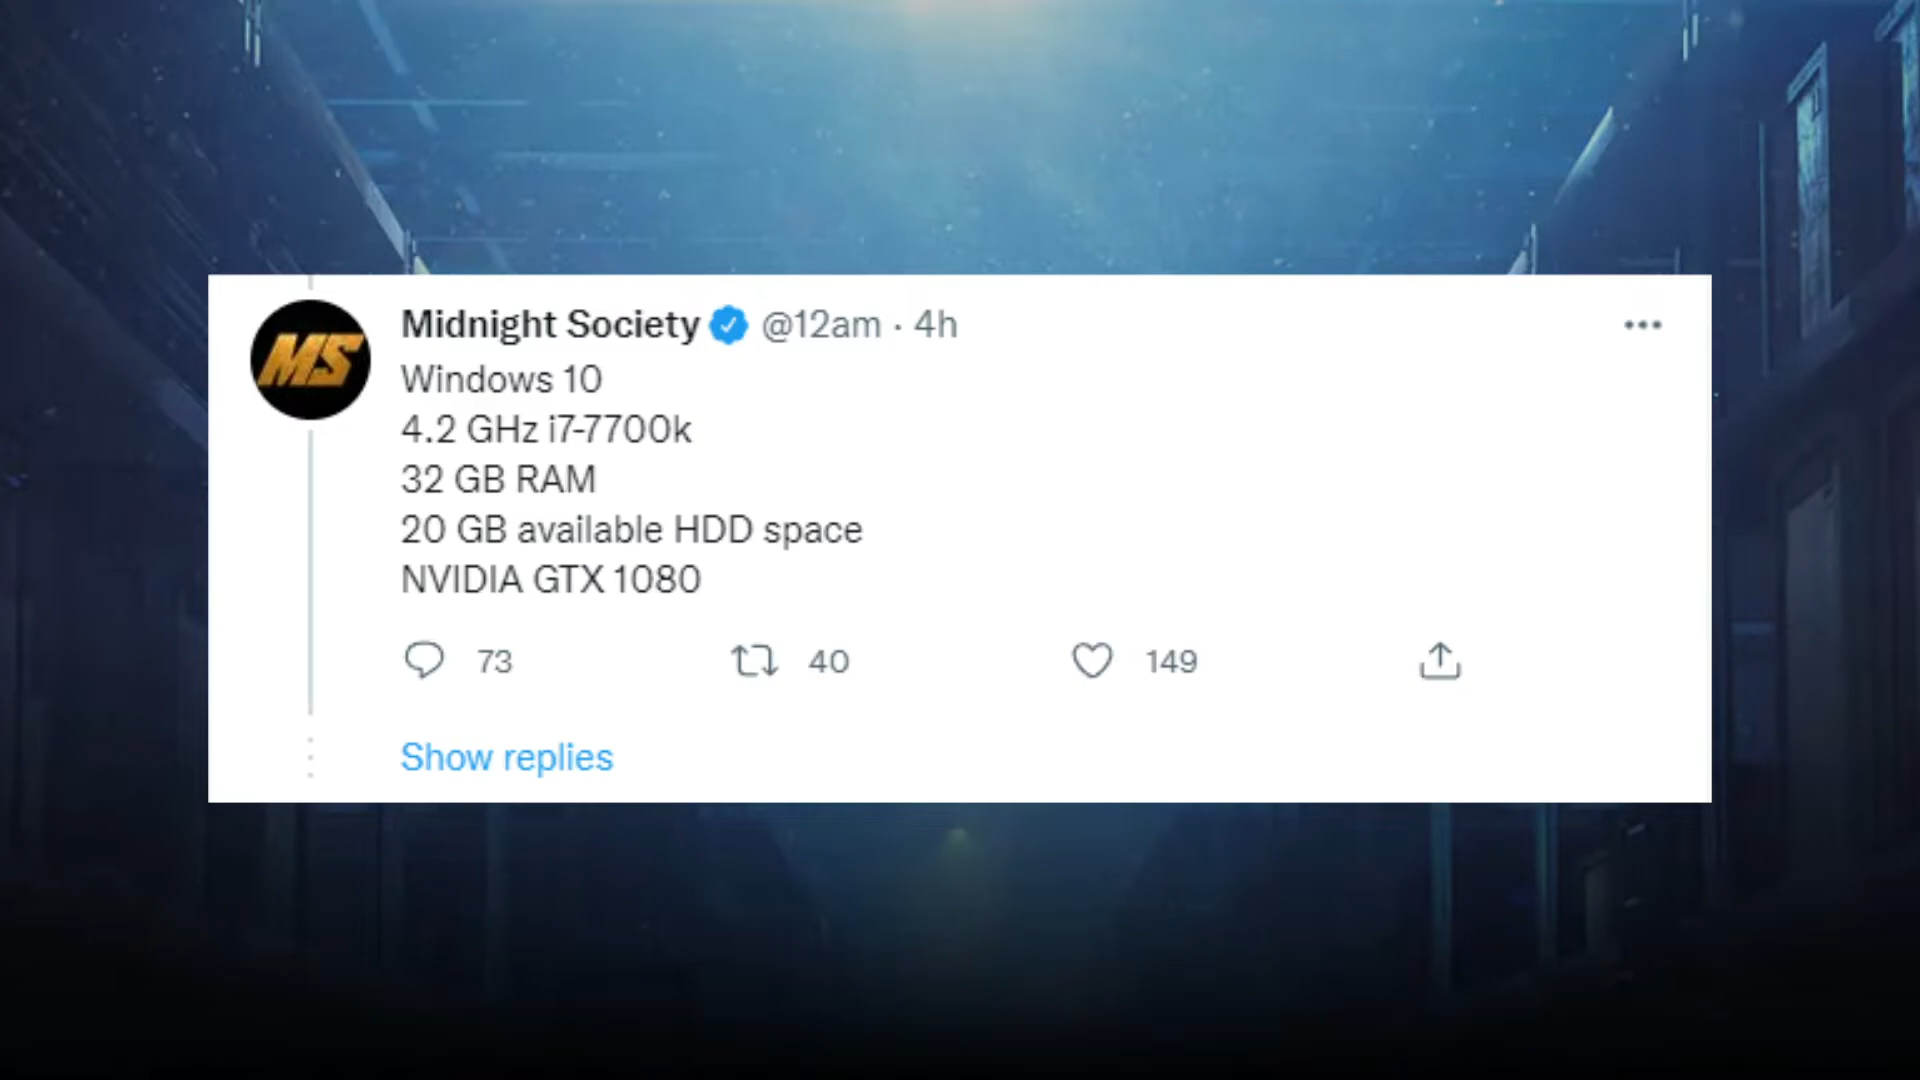 MS
Midnight Society @12am · 4h
Windows 10
4.2 GHz i7-7700k
32 GB RAM
20 GB available HDD space
NVIDIA GTX 1080
73 40 149
Show replies